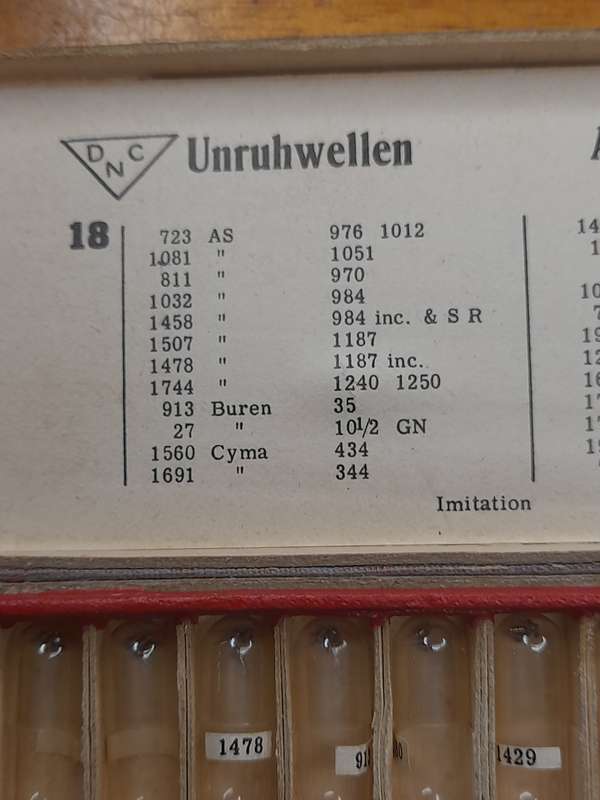 DNC Unruhwellen
18
723 AS 976 1012
1081 " 1051
811 " 970
1032 " 984
1458 " 984 inc. & S R
1507 " 1187
1478 " 1187 inc.
1744 " 1240 1250
913 Buren 35
27 " 10½ GN
1560 Cyma 434
1691 " 344
Imitation
1478
1429